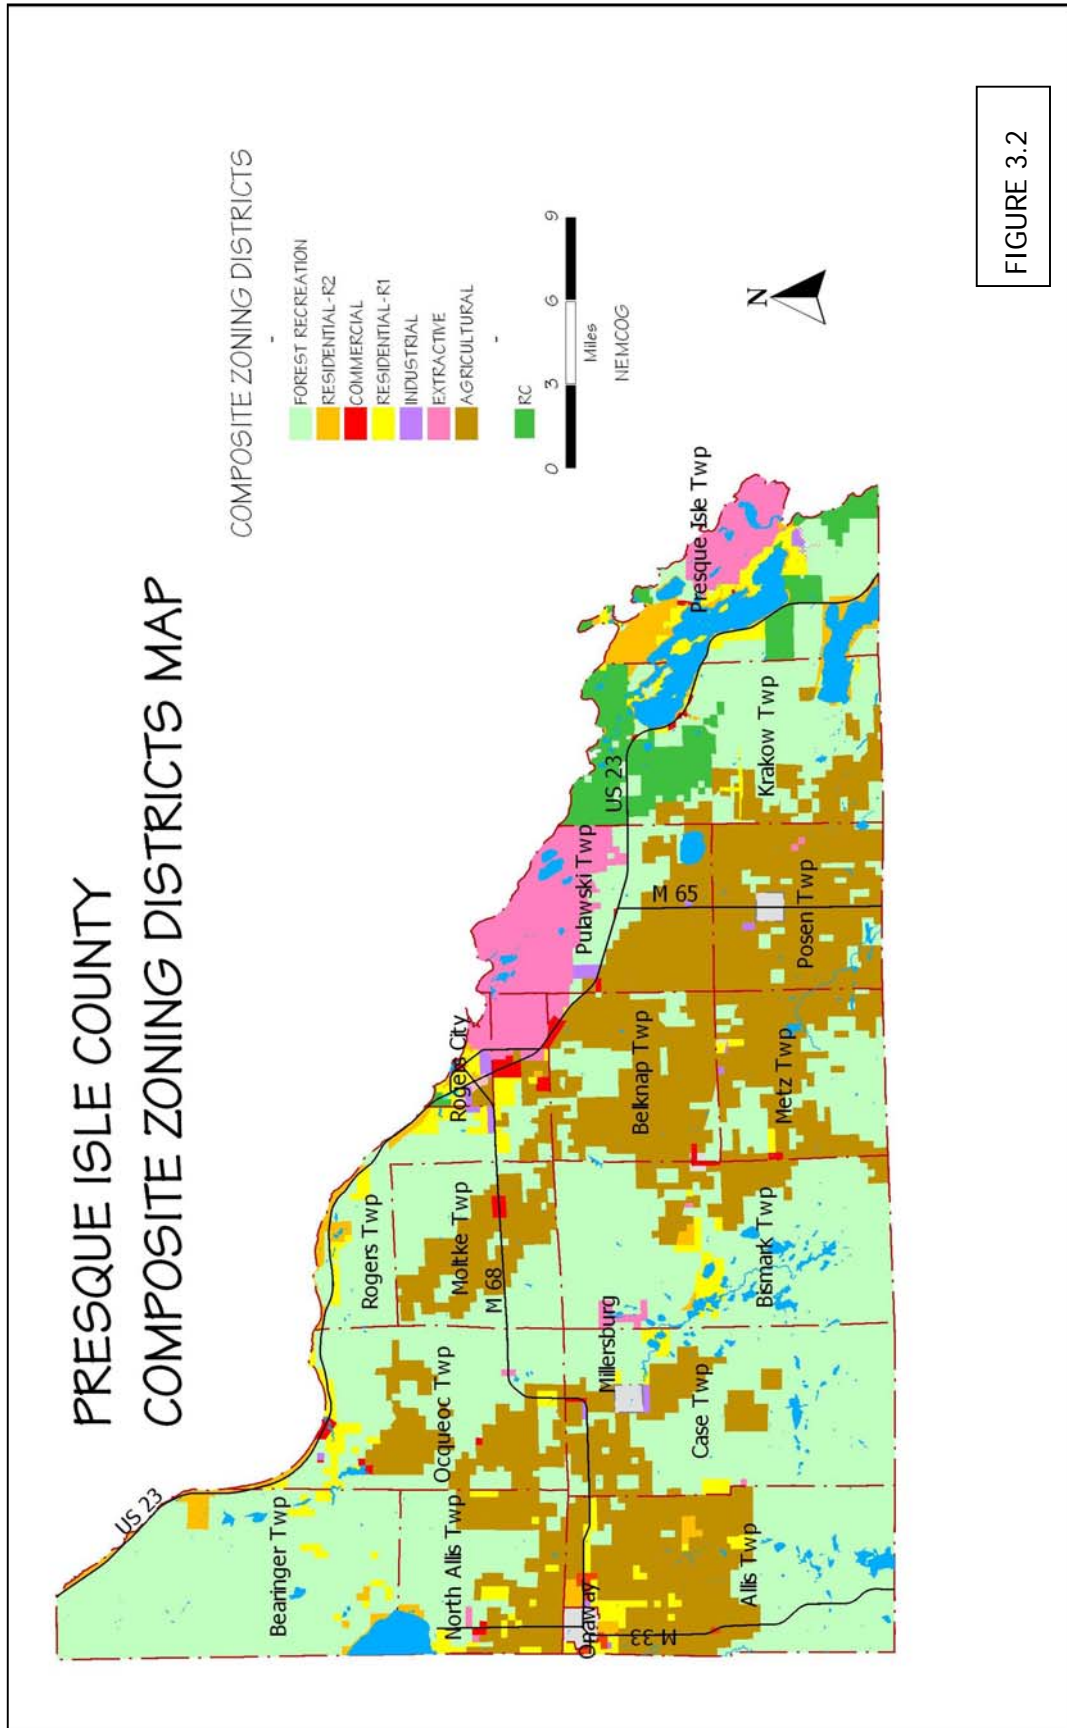 PRESQUE ISLE COUNTY
COMPOSITE ZONING DISTRICTS MAP
COMPOSITE ZONING DISTRICTS
FOREST RECREATION
RESIDENTIAL-R2
COMMERCIAL
RESIDENTIAL-R1
INDUSTRIAL
EXTRACTIVE
AGRICULTURAL
RC
0 3 6 9
Miles
NEMCOG
N
US 23
Bearinger Twp
Rogers Twp
Ocqueoc Twp
Moltke Twp
Rogers City
North Allis Twp
M 68
Pulawski Twp
US 23
Presque Isle Twp
Onaway
Millersburg
Belknap Twp
M 65
M 33
Case Twp
Krakow Twp
Allis Twp
Bismark Twp
Metz Twp
Posen Twp
FIGURE 3.2